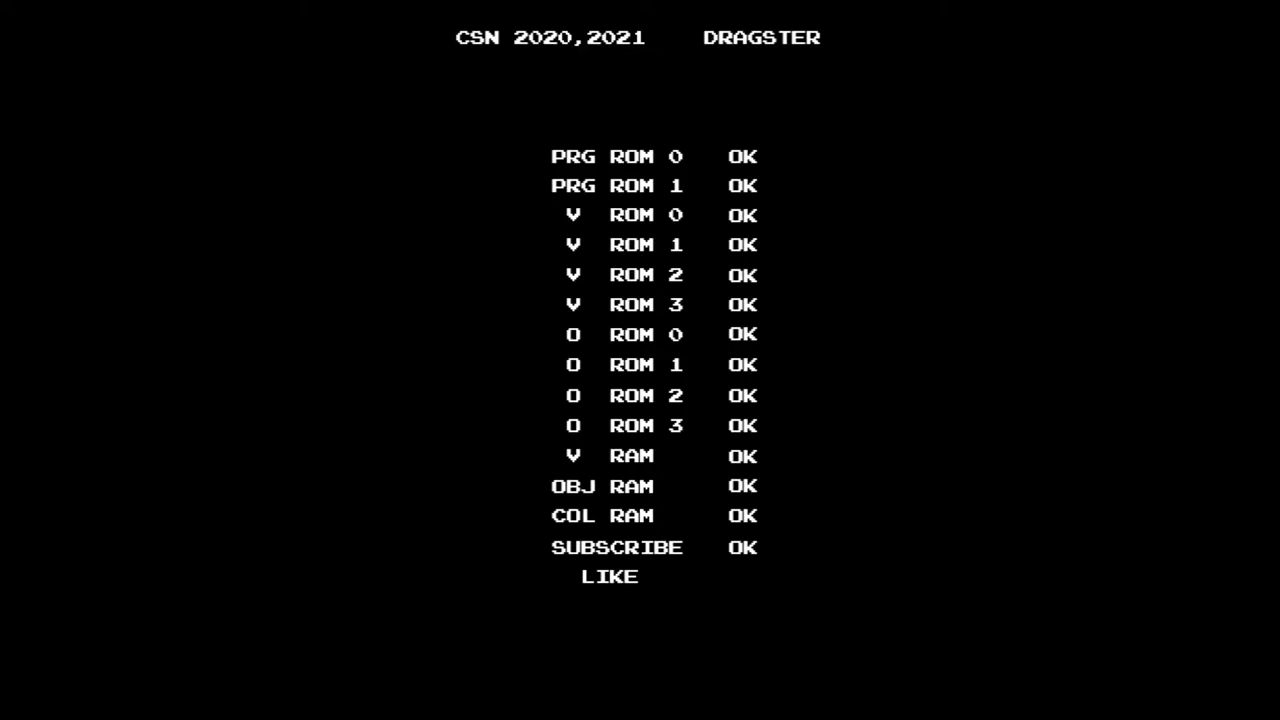 CSN 2020,2021 DRAGSTER
PRG ROM 0 OK
PRG ROM 1 OK
V ROM 0 OK
V ROM 1 OK
V ROM 2 OK
V ROM 3 OK
O ROM 0 OK
O ROM 1 OK
O ROM 2 OK
O ROM 3 OK
V RAM OK
OBJ RAM OK
COL RAM OK
SUBSCRIBE OK
LIKE